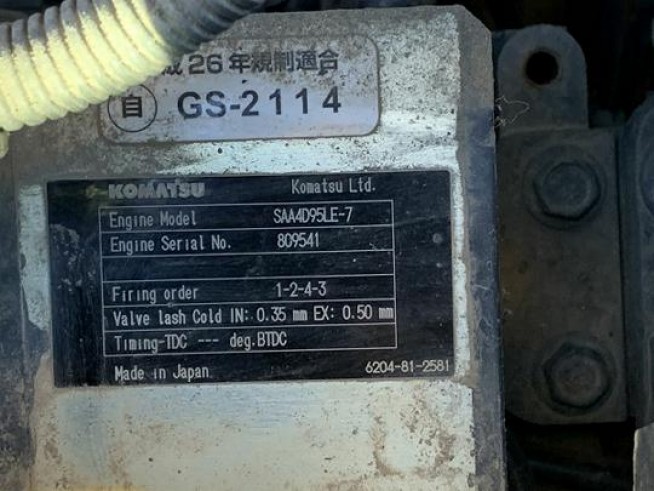 成26年規制適合
自 GS-2114
KOMATSU Komatsu Ltd.
Engine Model SAA4D95LE-7
Engine Serial No. 809541
Firing order 1-2-4-3
Valve lash Cold IN: 0.35 mm EX: 0.50 mm
Timing-TDC --- deg.BTDC
Made in Japan 6204-81-2581